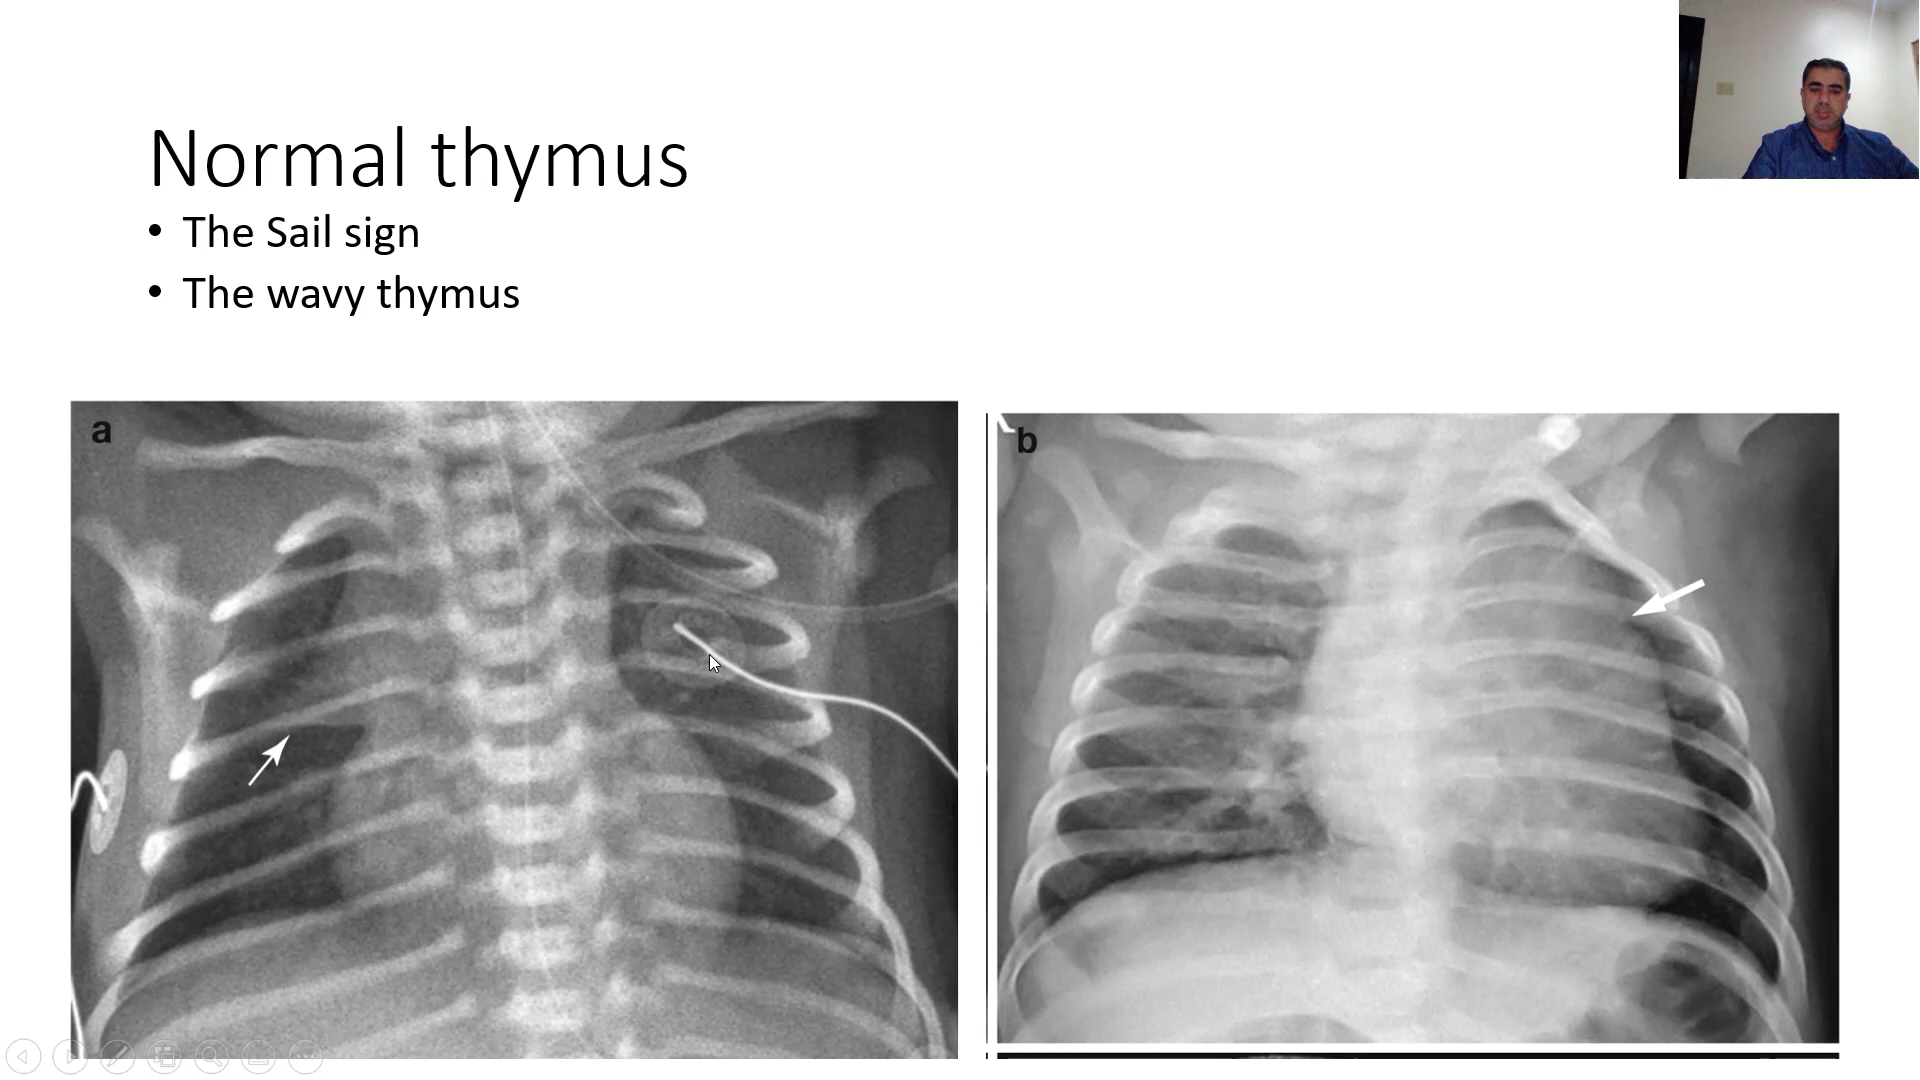 Normal thymus
• The Sail sign
• The wavy thymus
a
b